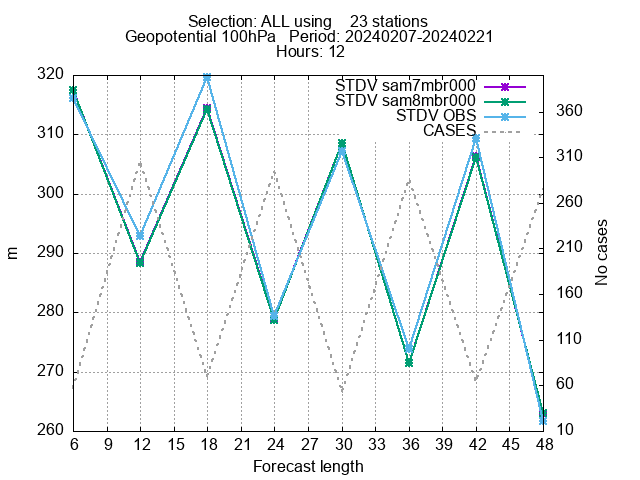 Selection: ALL using    23 stations
Geopotential 100hPa   Period: 20240207-20240221
Hours: 12
STDV sam7mbr000
STDV sam8mbr000
STDV OBS
CASES
320
310
300
290
280
270
260
m
360
310
260
210
160
110
60
10
No cases
6 9 12 15 18 21 24 27 30 33 36 39 42 45 48
Forecast length